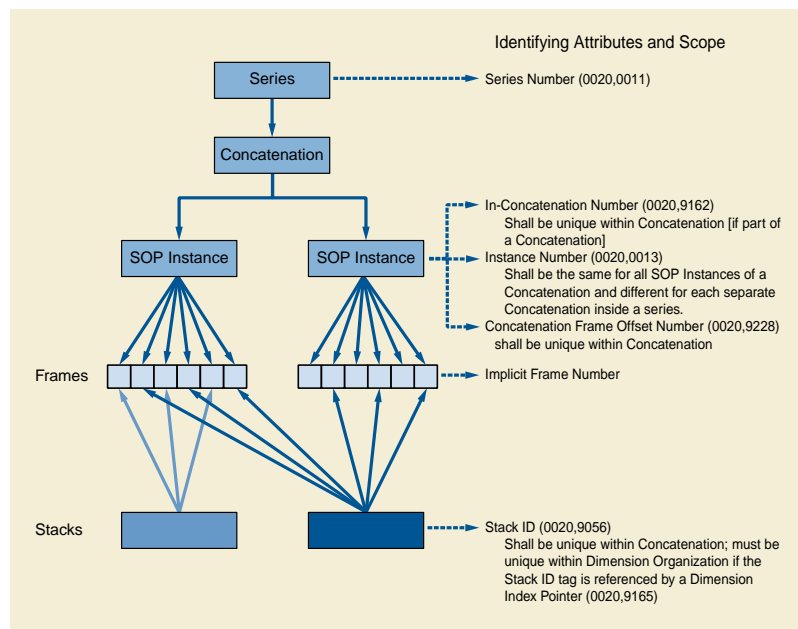 Identifying Attributes and Scope
Series
Series Number (0020,0011)
Concatenation
In-Concatenation Number (0020,9162)
Shall be unique within Concatenation [if part of
a Concatenation]
SOP Instance
SOP Instance
Instance Number (0020,0013)
Shall be the same for all SOP Instances of a
Concatenation and different for each separate
Concatenation inside a series.
Concatenation Frame Offset Number (0020,9228)
shall be unique within Concatenation
Frames
Implicit Frame Number
Stacks
Stack ID (0020,9056)
Shall be unique within Concatenation; must be
unique within Dimension Organization if the
Stack ID tag is referenced by a Dimension
Index Pointer (0020,9165)